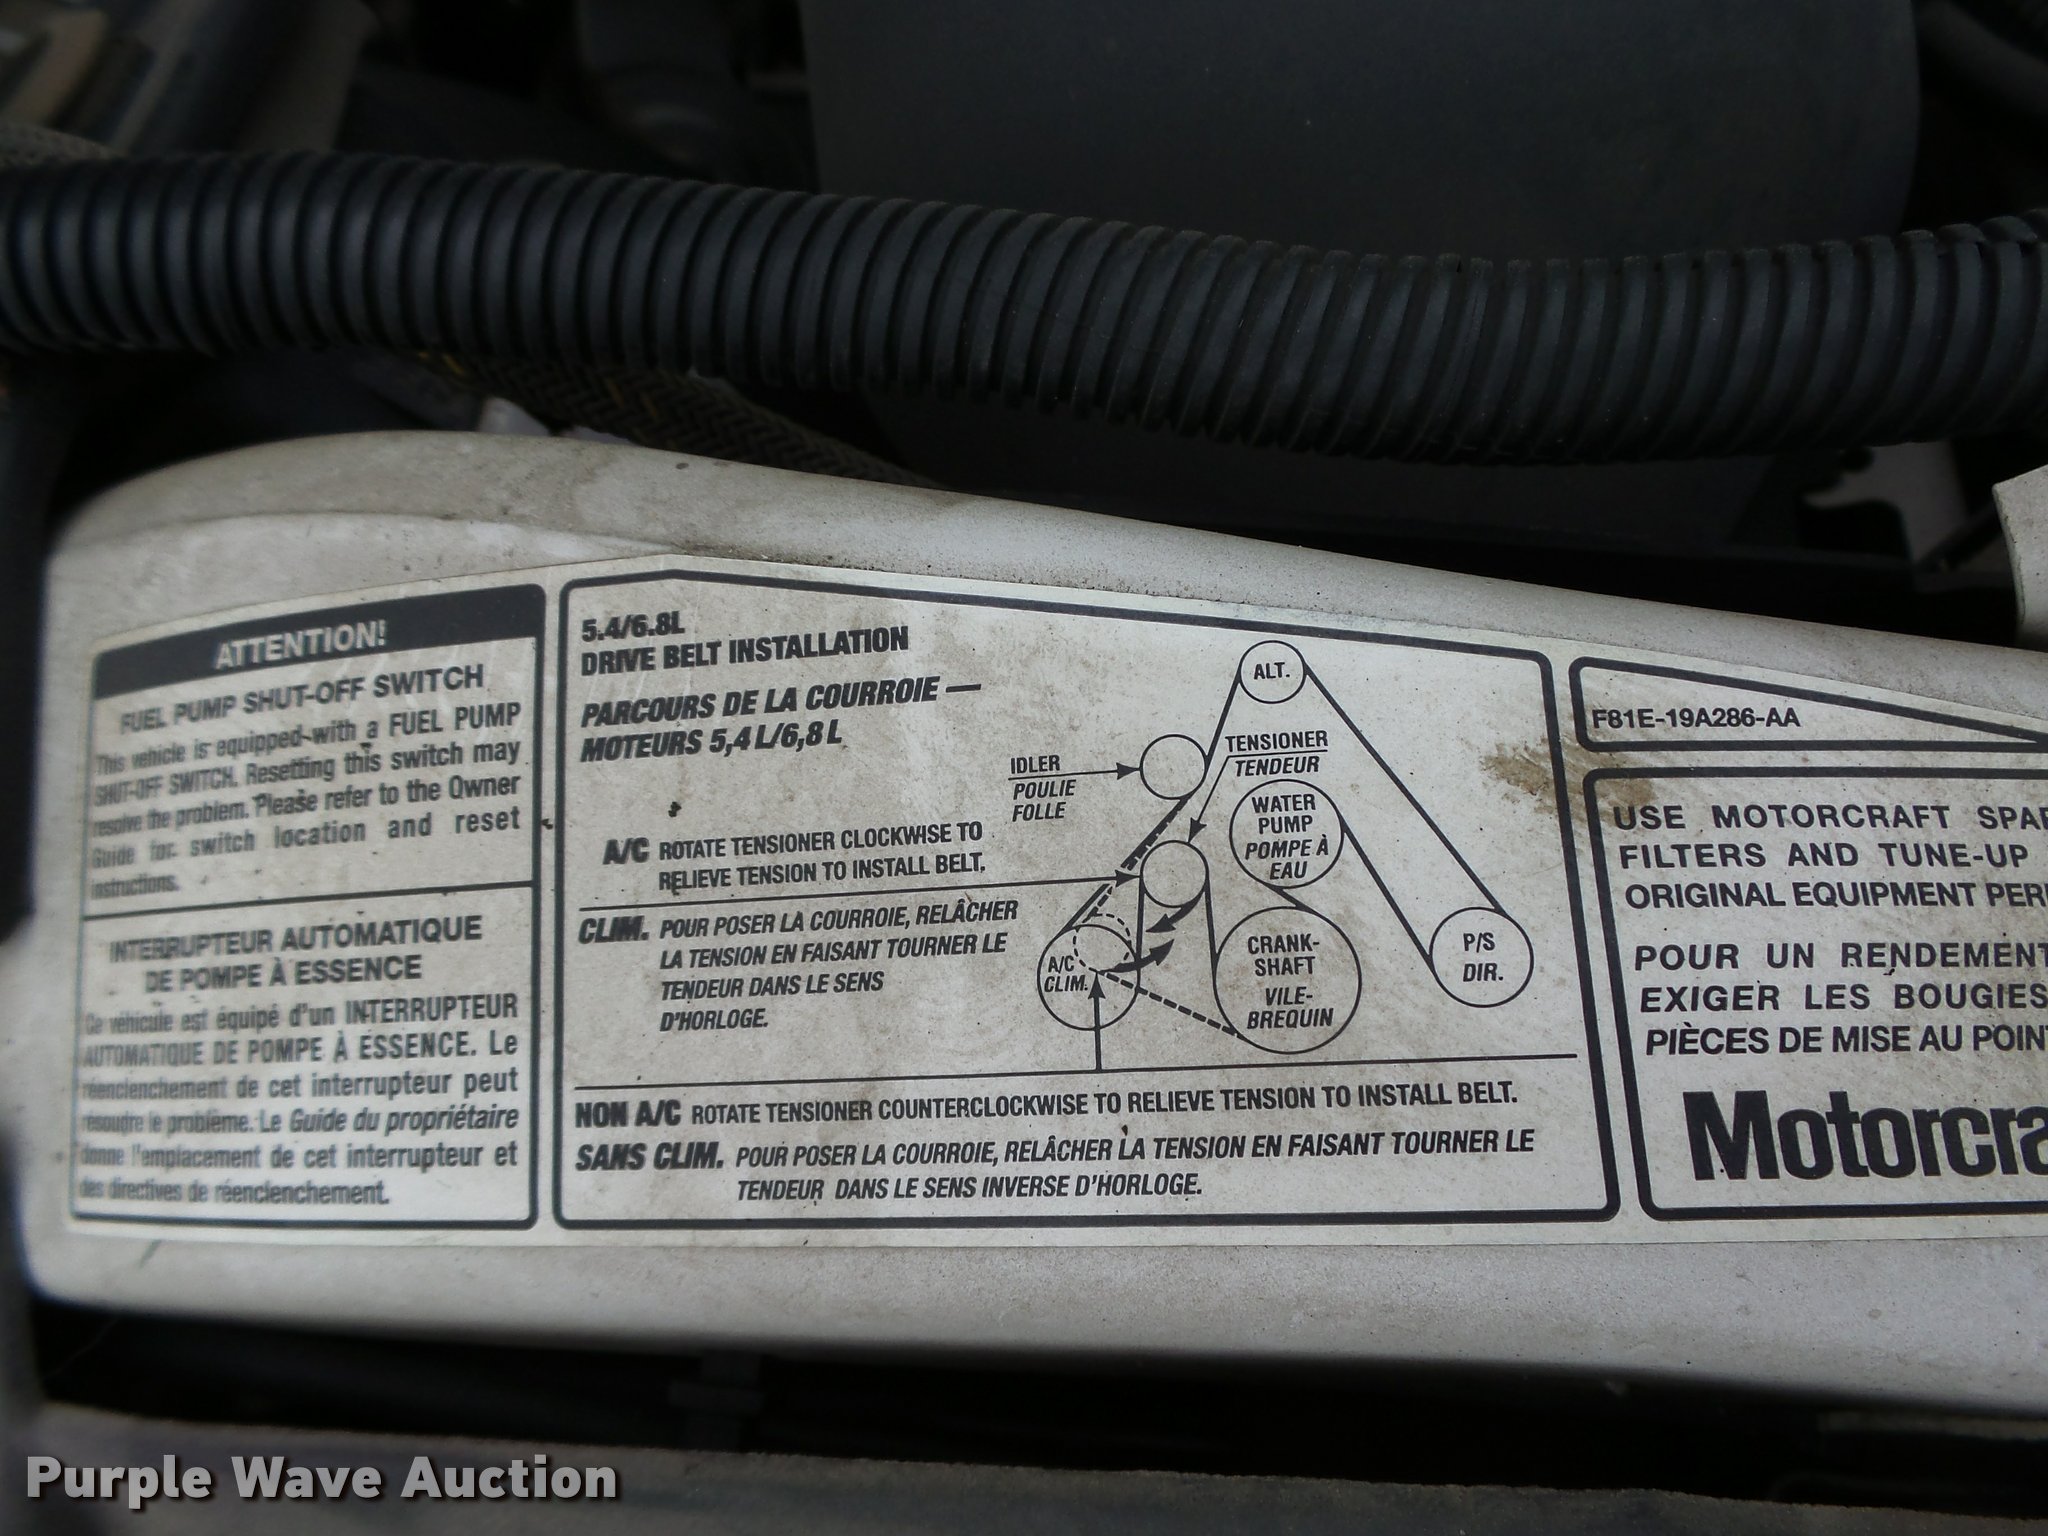 ATTENTION!
FUEL PUMP SHUT-OFF SWITCH
This vehicle is equipped with a FUEL PUMP
SHUT-OFF SWITCH. Resetting this switch may
resolve the problem. Please refer to the Owner
Guide for switch location and reset
instructions.
INTERRUPTEUR AUTOMATIQUE
DE POMPE À ESSENCE
Ce véhicule est équipé d'un INTERRUPTEUR
AUTOMATIQUE DE POMPE À ESSENCE. Le
réenclenchement de cet interrupteur peut
résoudre le problème. Le Guide du propriétaire
donne l'emplacement de cet interrupteur et
des directives de réenclenchement.
5.4/6.8L
DRIVE BELT INSTALLATION
PARCOURS DE LA COURROIE —
MOTEURS 5,4 L/6,8 L
A/C ROTATE TENSIONER CLOCKWISE TO
RELIEVE TENSION TO INSTALL BELT.
CLIM. POUR POSER LA COURROIE, RELÂCHER
LA TENSION EN FAISANT TOURNER LE
TENDEUR DANS LE SENS
D'HORLOGE.
ALT.
IDLER
POULIE
FOLLE
TENSIONER
TENDEUR
WATER
PUMP
POMPE À
EAU
A/C
CLIM.
CRANK-
SHAFT
VILE-
BREQUIN
P/S
DIR.
NON A/C ROTATE TENSIONER COUNTERCLOCKWISE TO RELIEVE TENSION TO INSTALL BELT.
SANS CLIM. POUR POSER LA COURROIE, RELÂCHER LA TENSION EN FAISANT TOURNER LE
TENDEUR DANS LE SENS INVERSE D'HORLOGE.
F81E-19A286-AA
USE MOTORCRAFT SPA
FILTERS AND TUNE-UP
ORIGINAL EQUIPMENT PER
POUR UN RENDEMENT
EXIGER LES BOUGIES
PIÈCES DE MISE AU POIN
Motorcra
Purple Wave Auction